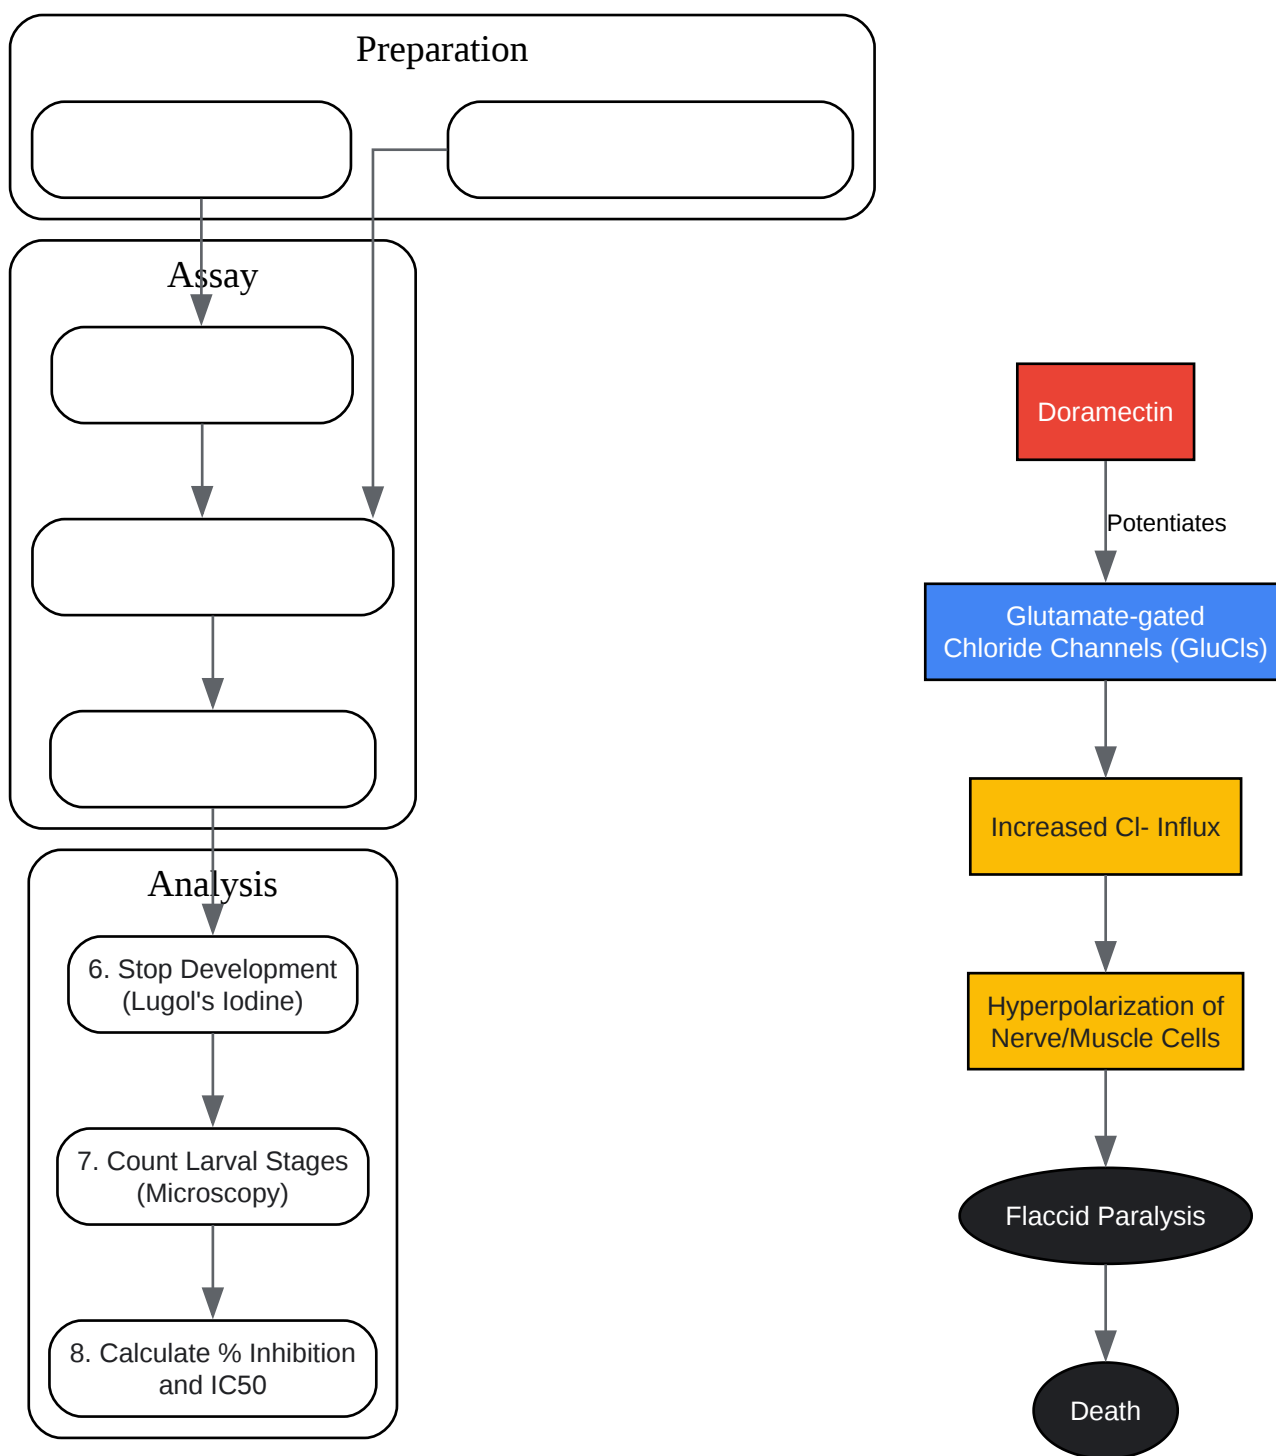 Preparation
Assay
Analysis
6. Stop Development
(Lugol's Iodine)
7. Count Larval Stages
(Microscopy)
8. Calculate % Inhibition
and IC50
Doramectin
Potentiates
Glutamate-gated
Chloride Channels (GluCls)
Increased Cl- Influx
Hyperpolarization of
Nerve/Muscle Cells
Flaccid Paralysis
Death